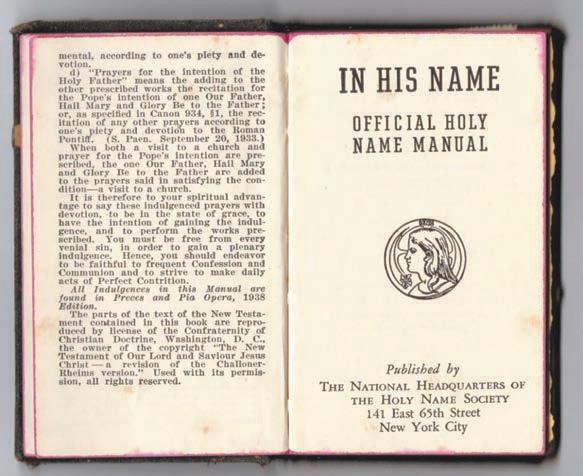 mental, according to one's piety and de-
votion.
d) "Prayers for the intention of the
Holy Father" means the adding to the
other prescribed works the recitation for
the Pope's intention of one Our Father,
Hail Mary and Glory Be to the Father;
or, as specified in Canon 934, §1, the rec-
itation of any other prayers according to
one's piety and devotion to the Roman
Pontiff. (S. Paen. September 20, 1933.)
When both a visit to a church and
prayer for the Pope's intention are pre-
scribed, the one Our Father, Hail Mary
and Glory Be to the Father are added
to the prayers said in satisfying the con-
dition—a visit to a church.
It is therefore to your spiritual advan-
tage to say these indulgenced prayers with
devotion, to be in the state of grace, to
have the intention of gaining the indul-
gence, and to perform the works pre-
scribed. You must be free from every
venial sin, in order to gain a plenary
indulgence. Hence, you should endeavor
to be faithful to frequent Confession and
Communion and to strive to make daily
acts of Perfect Contrition.
All Indulgences in this Manual are
found in Preces and Pia Opera, 1938
Edition.
The parts of the text of the New Testa-
ment contained in this book are repro-
duced by license of the Confraternity of
Christian Doctrine, Washington, D. C.,
the owner of the copyright "The New
Testament of Our Lord and Saviour Jesus
Christ — a revision of the Challoner-
Rheims version." Used with its permis-
sion, all rights reserved.
IN HIS NAME
OFFICIAL HOLY
NAME MANUAL
Published by
THE NATIONAL HEADQUARTERS OF
THE HOLY NAME SOCIETY
141 East 65th Street
New York City